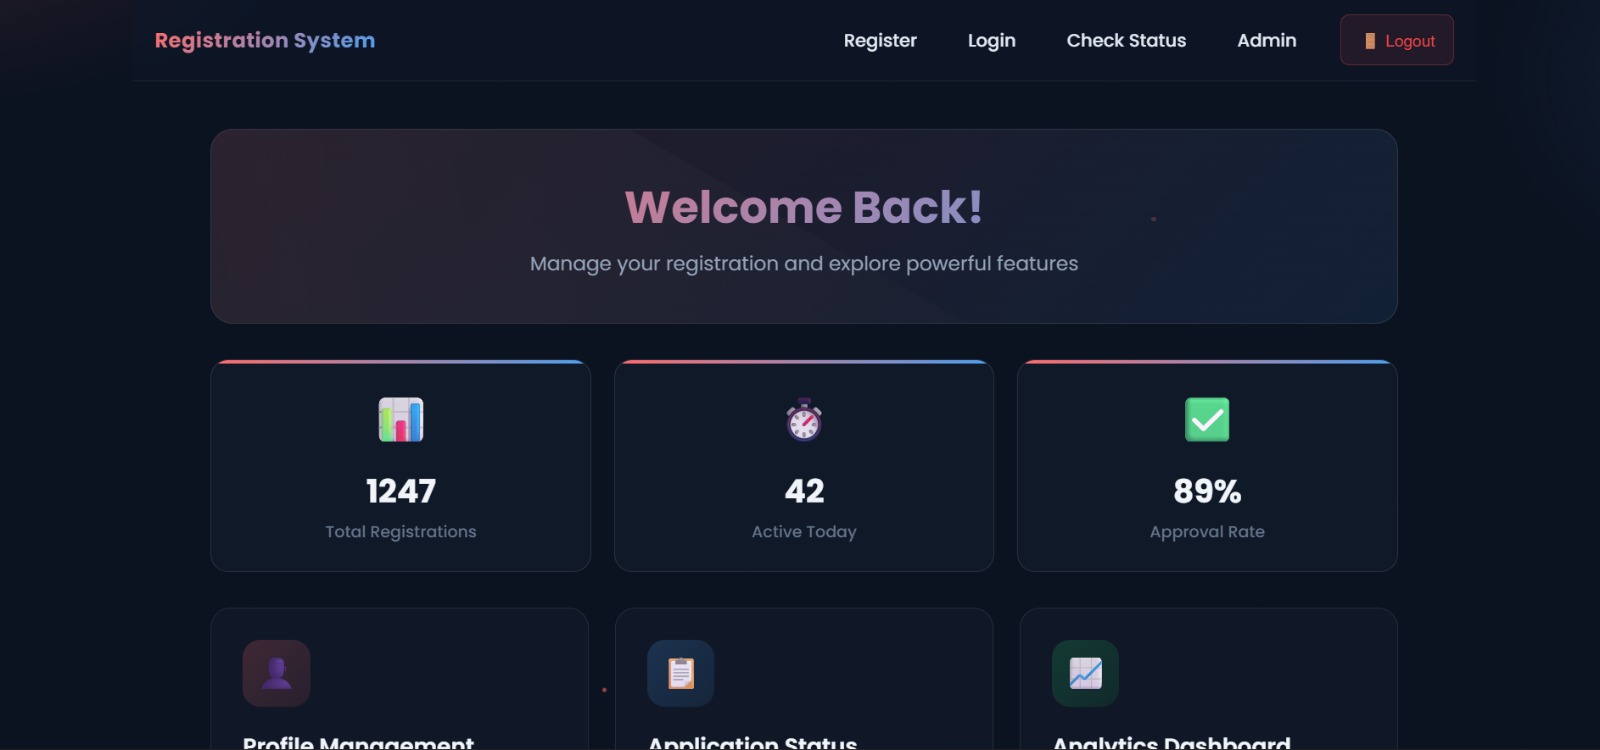 Registration System
Register
Login
Check Status
Admin
Logout
Welcome Back!
Manage your registration and explore powerful features
1247
Total Registrations
42
Active Today
89%
Approval Rate
Profile Management
Application Status
Analytics Dashboard